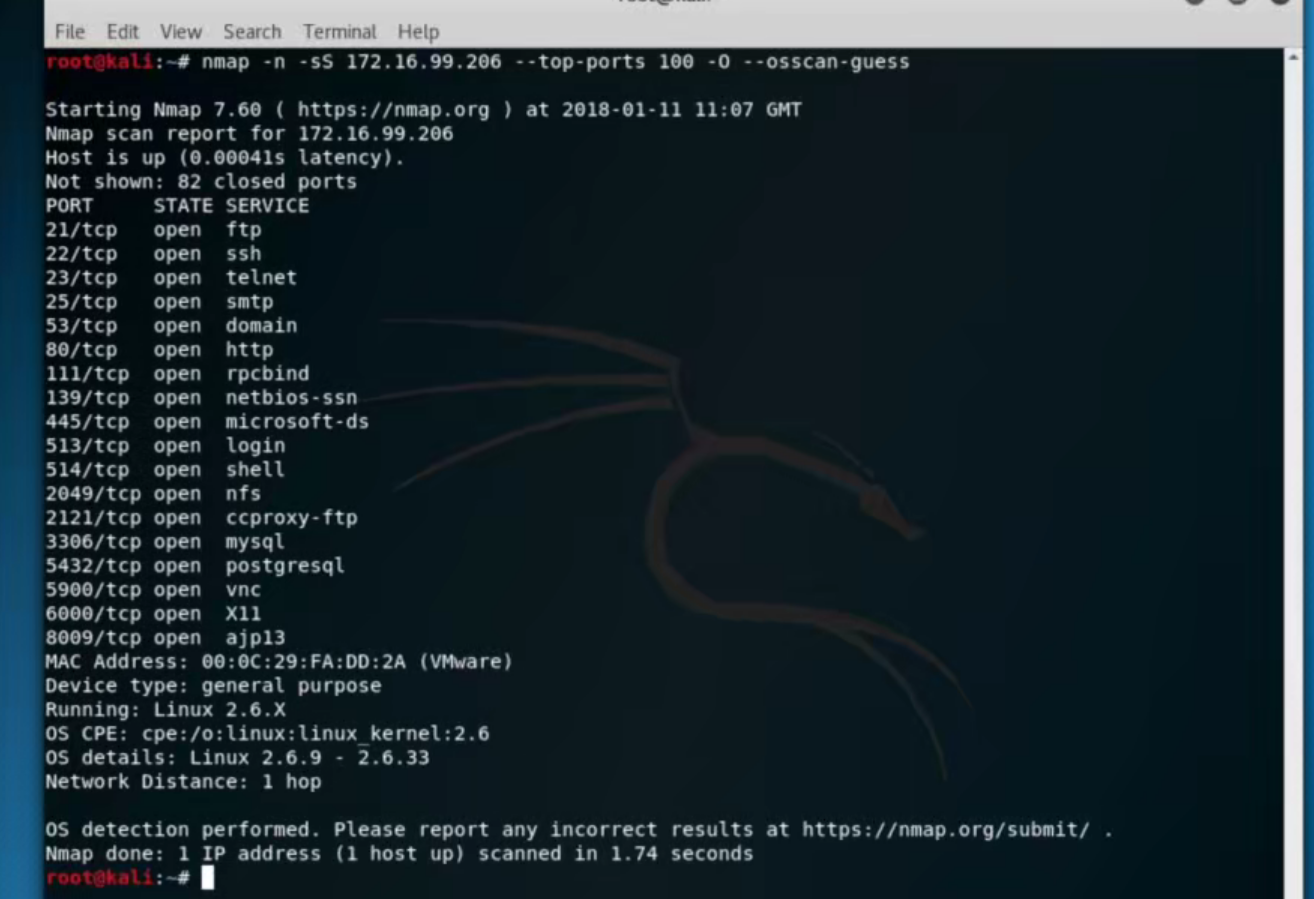 File Edit View Search Terminal Help
root@kali:~# nmap -n -sS 172.16.99.206 --top-ports 100 -O --osscan-guess
Starting Nmap 7.60 ( https://nmap.org ) at 2018-01-11 11:07 GMT
Nmap scan report for 172.16.99.206
Host is up (0.00041s latency).
Not shown: 82 closed ports
PORT     STATE SERVICE
21/tcp   open  ftp
22/tcp   open  ssh
23/tcp   open  telnet
25/tcp   open  smtp
53/tcp   open  domain
80/tcp   open  http
111/tcp  open  rpcbind
139/tcp  open  netbios-ssn
445/tcp  open  microsoft-ds
513/tcp  open  login
514/tcp  open  shell
2049/tcp open  nfs
2121/tcp open  ccproxy-ftp
3306/tcp open  mysql
5432/tcp open  postgresql
5900/tcp open  vnc
6000/tcp open  X11
8009/tcp open  ajp13
MAC Address: 00:0C:29:FA:DD:2A (VMware)
Device type: general purpose
Running: Linux 2.6.X
OS CPE: cpe:/o:linux:linux_kernel:2.6
OS details: Linux 2.6.9 - 2.6.33
Network Distance: 1 hop
OS detection performed. Please report any incorrect results at https://nmap.org/submit/ .
Nmap done: 1 IP address (1 host up) scanned in 1.74 seconds
root@kali:~#